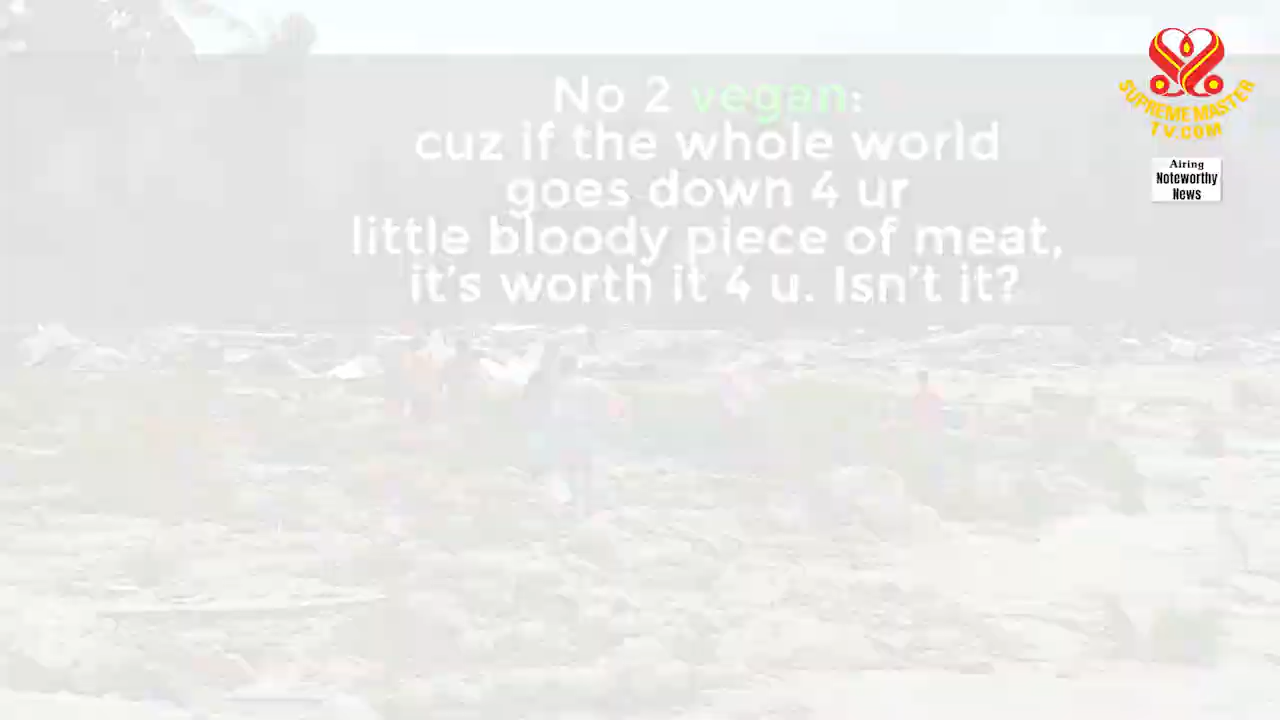 No 2 vegan:
cuz if the whole world
goes down 4 ur
little bloody piece of meat,
it's worth it 4 u. Isn't it?
SUPREME MASTER
TV.COM
Airing
Noteworthy
News